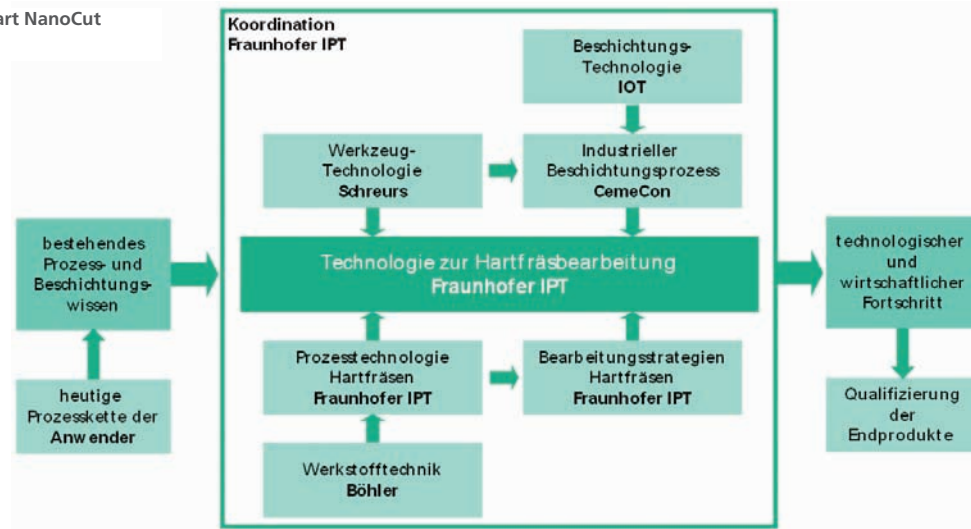 art NanoCut
Koordination
Fraunhofer IPT
Beschichtungs-
Technologie
IOT
Werkzeug-
Technologie
Schreurs
Industrieller
Beschichtungsprozess
CemeCon
bestehendes
Prozess- und
Beschichtungs-
wissen
Technologie zur Hartfräsbearbeitung
Fraunhofer IPT
technologischer
und
wirtschaftlicher
Fortschritt
heutige
Prozesskette der
Anwender
Prozesstechnologie
Hartfräsen
Fraunhofer IPT
Bearbeitungsstrategien
Hartfräsen
Fraunhofer IPT
Qualifizierung
der
Endprodukte
Werkstofftechnik
Böhler